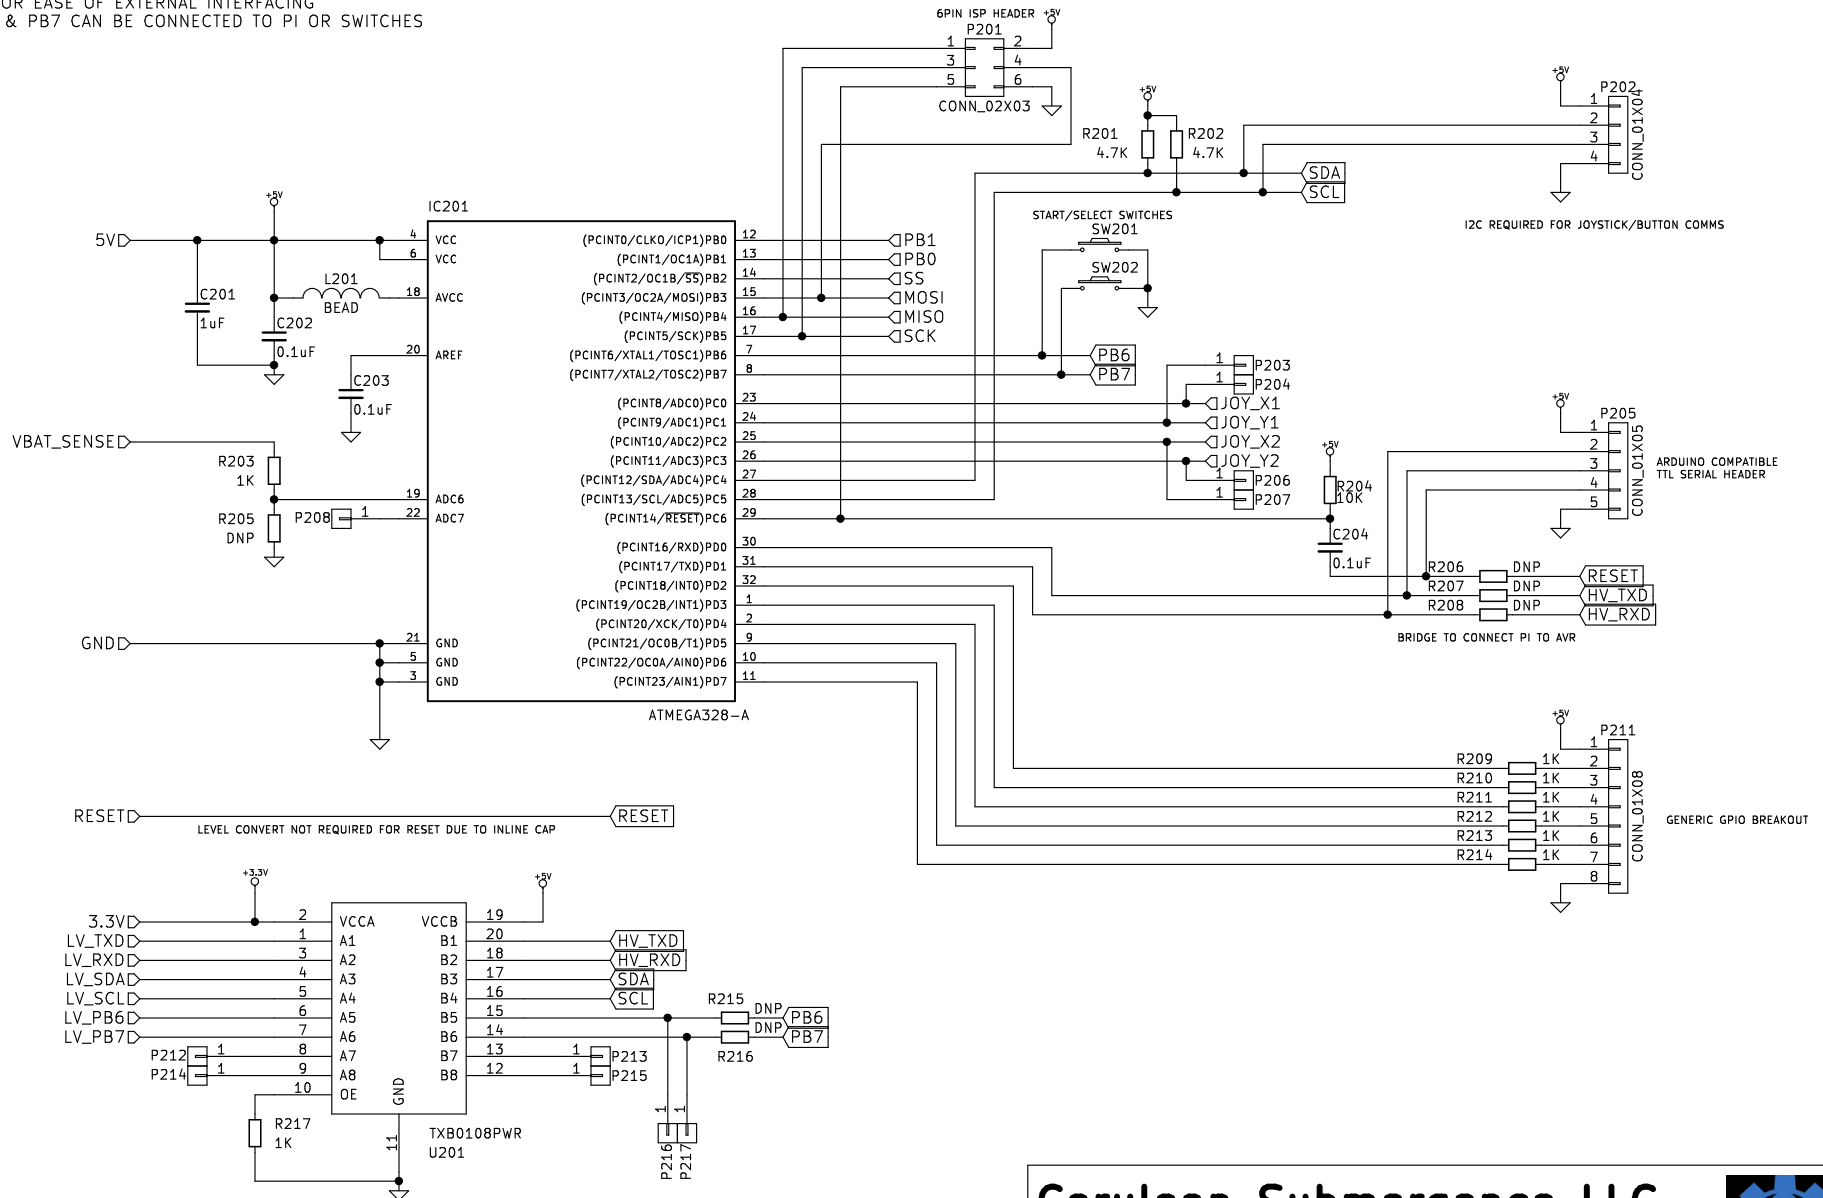 OR EASE OF EXTERNAL INTERFACING
& PB7 CAN BE CONNECTED TO PI OR SWITCHES
6PIN ISP HEADER
+5V
P201
1 2
3 4
5 6
CONN_02X03
+5V
R201 R202
4.7K 4.7K
SDA
SCL
+5V
P202
1
2
3
4
CONN_01X04
I2C REQUIRED FOR JOYSTICK/BUTTON COMMS
START/SELECT SWITCHES
SW201
SW202
+5V
5V
C201
1uF
L201
BEAD
C202
0.1uF
C203
0.1uF
VBAT_SENSE
R203
1K
R205
DNP
P208 1
GND
IC201
4 VCC
6 VCC
18 AVCC
20 AREF
19 ADC6
22 ADC7
21 GND
5 GND
3 GND
(PCINT0/CLKO/ICP1)PB0 12 PB1
(PCINT1/OC1A)PB1 13 PB0
(PCINT2/OC1B/SS)PB2 14 SS
(PCINT3/OC2A/MOSI)PB3 15 MOSI
(PCINT4/MISO)PB4 16 MISO
(PCINT5/SCK)PB5 17 SCK
(PCINT6/XTAL1/TOSC1)PB6 7 PB6
(PCINT7/XTAL2/TOSC2)PB7 8 PB7
(PCINT8/ADC0)PC0 23 JOY_X1
(PCINT9/ADC1)PC1 24 JOY_Y1
(PCINT10/ADC2)PC2 25 JOY_X2
(PCINT11/ADC3)PC3 26 JOY_Y2
(PCINT12/SDA/ADC4)PC4 27
(PCINT13/SCL/ADC5)PC5 28
(PCINT14/RESET)PC6 29
(PCINT16/RXD)PD0 30
(PCINT17/TXD)PD1 31
(PCINT18/INT0)PD2 32
(PCINT19/OC2B/INT1)PD3 1
(PCINT20/XCK/T0)PD4 2
(PCINT21/OC0B/T1)PD5 9
(PCINT22/OC0A/AIN0)PD6 10
(PCINT23/AIN1)PD7 11
ATMEGA328-A
1 P203
1 P204
1 P206
1 P207
+5V
R204
10K
C204
0.1uF
+5V
P205
1
2
3
4
5
CONN_01X05
ARDUINO COMPATIBLE
TTL SERIAL HEADER
R206 DNP RESET
R207 DNP HV_TXD
R208 DNP HV_RXD
BRIDGE TO CONNECT PI TO AVR
+5V
P211
1
R209 1K 2
R210 1K 3
R211 1K 4
R212 1K 5
R213 1K 6
R214 1K 7
8
CONN_01X08
GENERIC GPIO BREAKOUT
RESET RESET
LEVEL CONVERT NOT REQUIRED FOR RESET DUE TO INLINE CAP
+3.3V +5V
3.3V 2 VCCA VCCB 19
LV_TXD 1 A1 B1 20 HV_TXD
LV_RXD 3 A2 B2 18 HV_RXD
LV_SDA 4 A3 B3 17 SDA
LV_SCL 5 A4 B4 16 SCL
LV_PB6 6 A5 B5 15 R215 DNP PB6
LV_PB7 7 A6 B6 14 R216 DNP PB7
P212 1 8 A7 B7 13 1 P213
P214 1 9 A8 B8 12 1 P215
10 OE
GND
11
R217
1K
TXB0108PWR
U201
1 1
P216 P217
Cerulean Submergence LLC